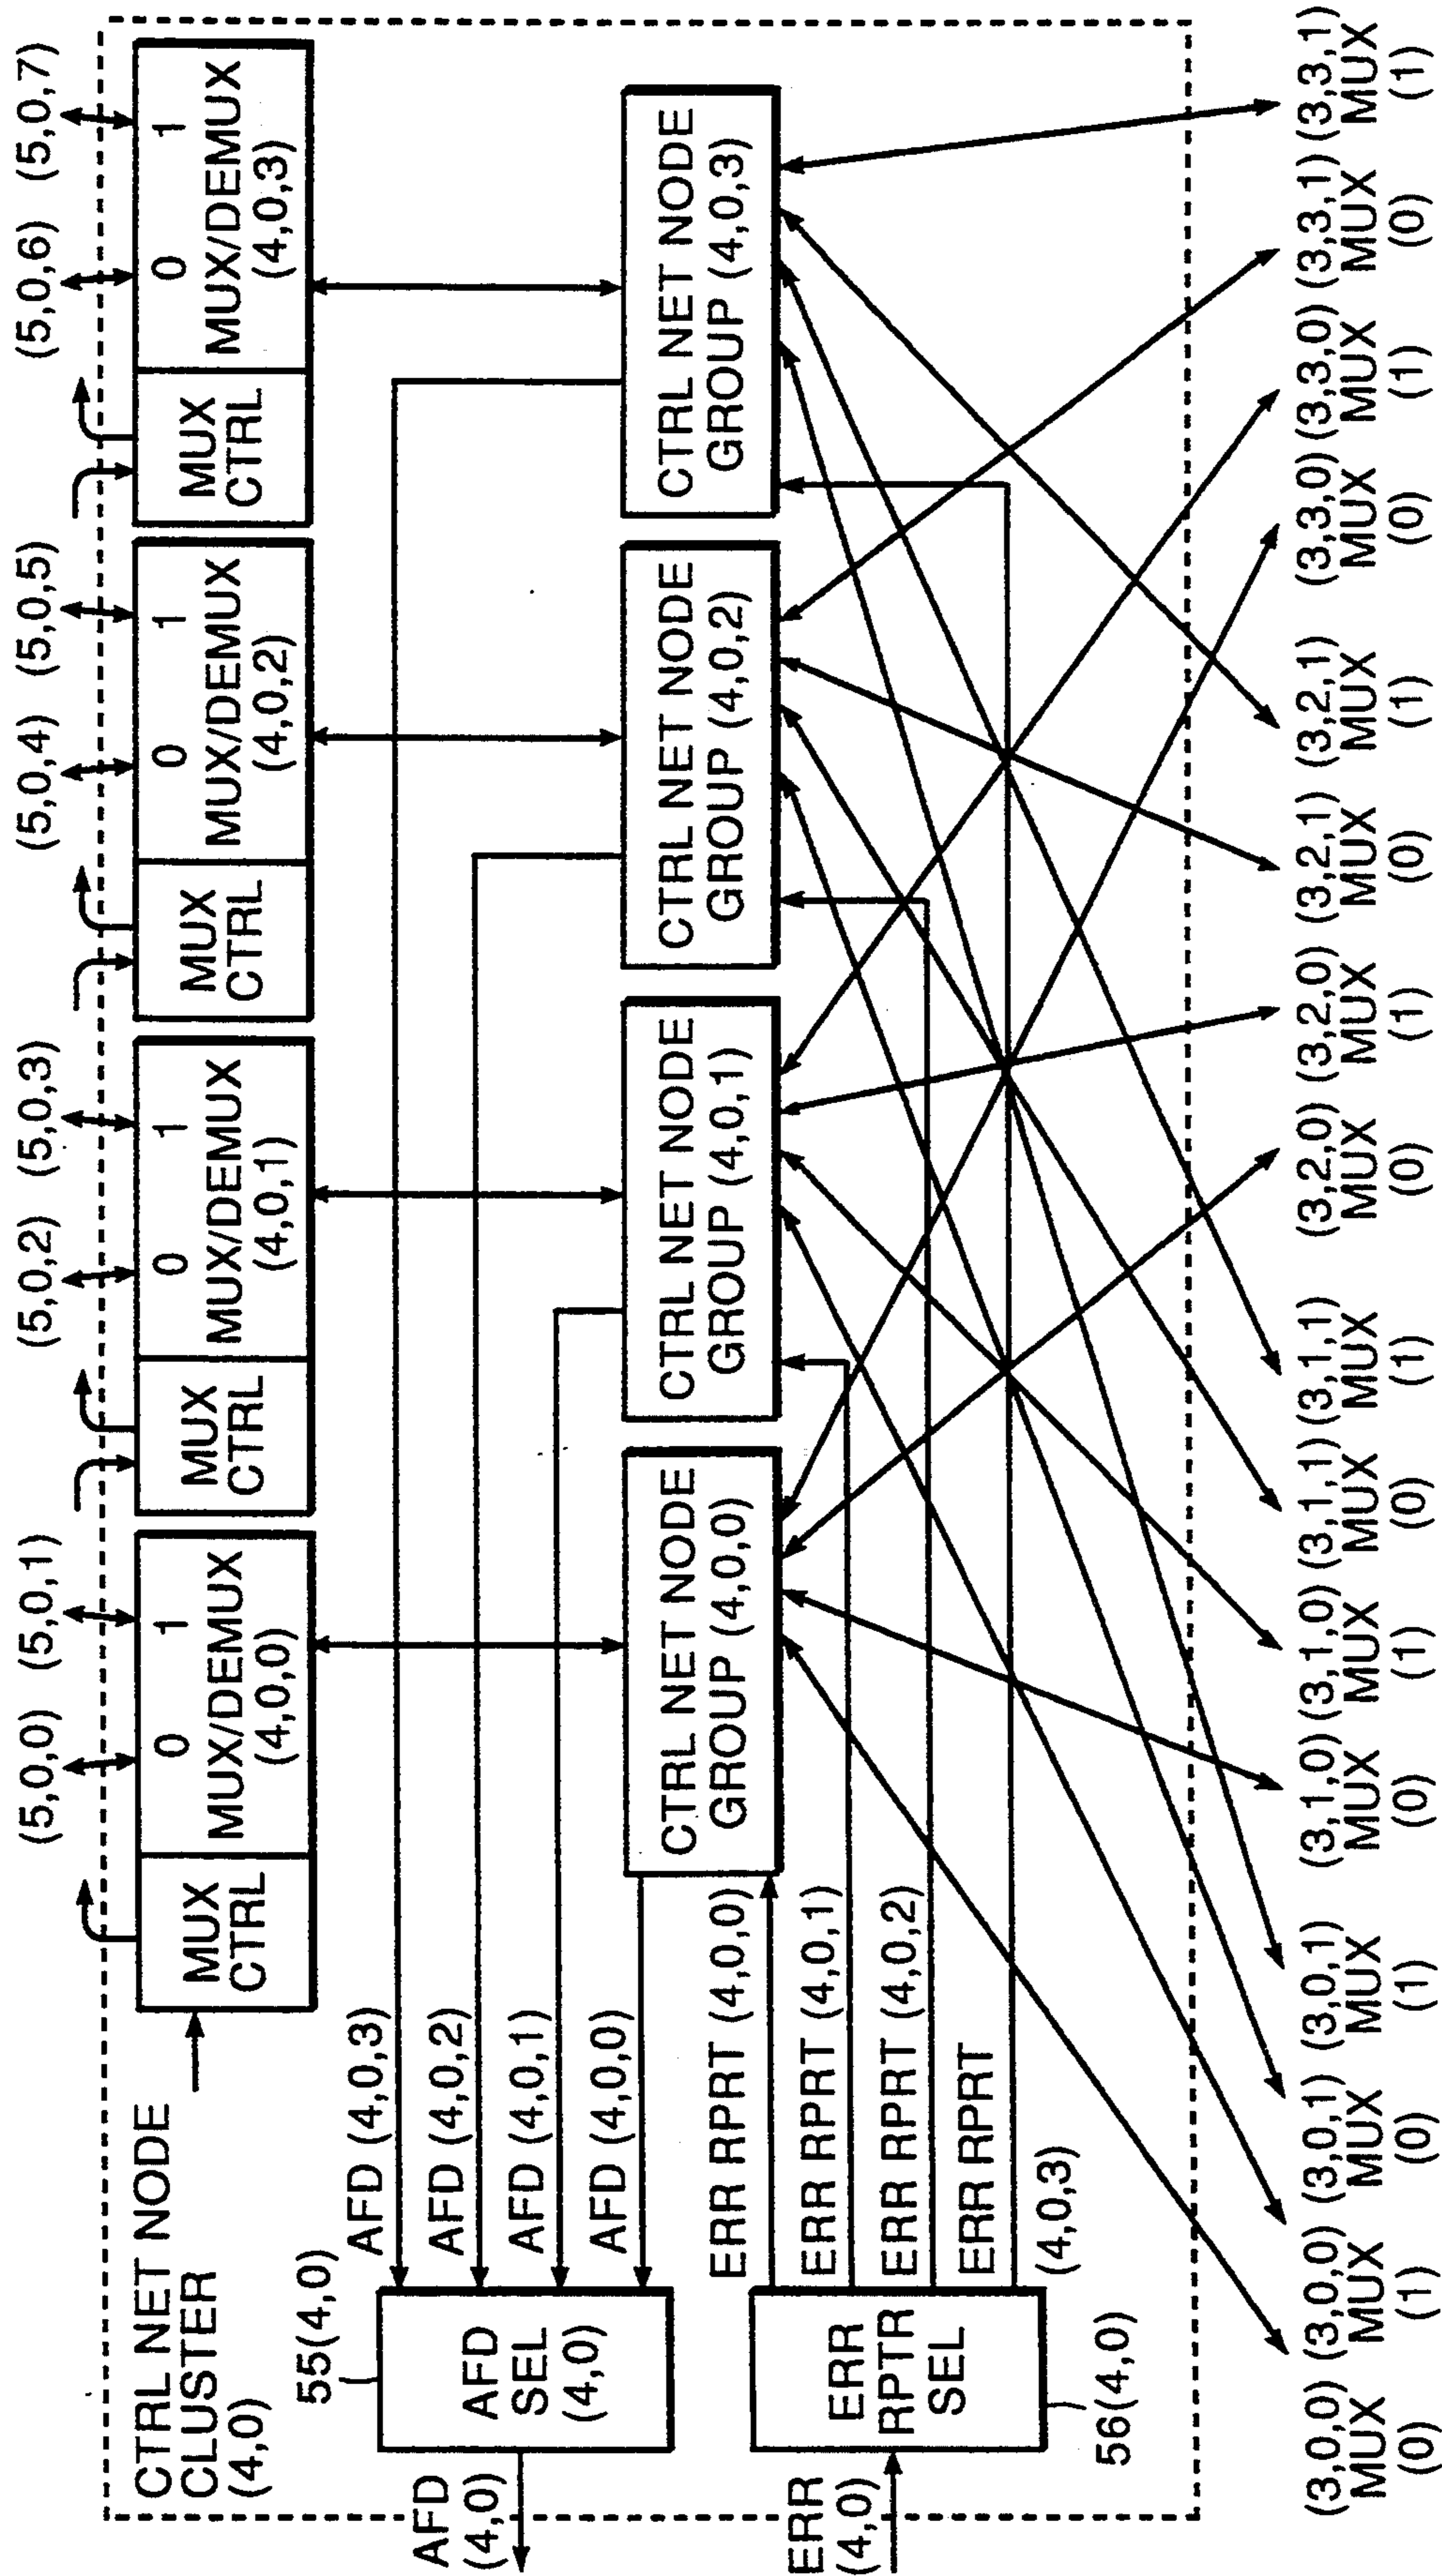 (5,0,0) (5,0,1) (5,0,2) (5,0,3) (5,0,4) (5,0,5) (5,0,6) (5,0,7)
CTRL NET NODE
CLUSTER
(4,0)
MUX
CTRL
0 1
MUX/DEMUX
(4,0,0)
MUX
CTRL
0 1
MUX/DEMUX
(4,0,1)
MUX
CTRL
0 1
MUX/DEMUX
(4,0,2)
MUX
CTRL
0 1
MUX/DEMUX
(4,0,3)
55(4,0)
AFD (4,0,3)
AFD (4,0,2)
AFD (4,0,1)
AFD (4,0,0)
AFD
SEL
(4,0)
AFD
(4,0)
CTRL NET NODE
GROUP (4,0,0)
CTRL NET NODE
GROUP (4,0,1)
CTRL NET NODE
GROUP (4,0,2)
CTRL NET NODE
GROUP (4,0,3)
ERR RPRT (4,0,0)
ERR RPRT (4,0,1)
ERR RPRT (4,0,2)
ERR RPRT
(4,0,3)
ERR
RPTR
SEL
ERR
(4,0)
56(4,0)
(3,0,0)
MUX
(0)
(3,0,0)
MUX
(1)
(3,0,1)
MUX
(0)
(3,0,1)
MUX
(1)
(3,1,0)
MUX
(0)
(3,1,0)
MUX
(1)
(3,1,1)
MUX
(0)
(3,1,1)
MUX
(1)
(3,2,0)
MUX
(0)
(3,2,0)
MUX
(1)
(3,2,1)
MUX
(0)
(3,2,1)
MUX
(1)
(3,3,0)
MUX
(0)
(3,3,0)
MUX
(1)
(3,3,1)
MUX
(0)
(3,3,1)
MUX
(1)